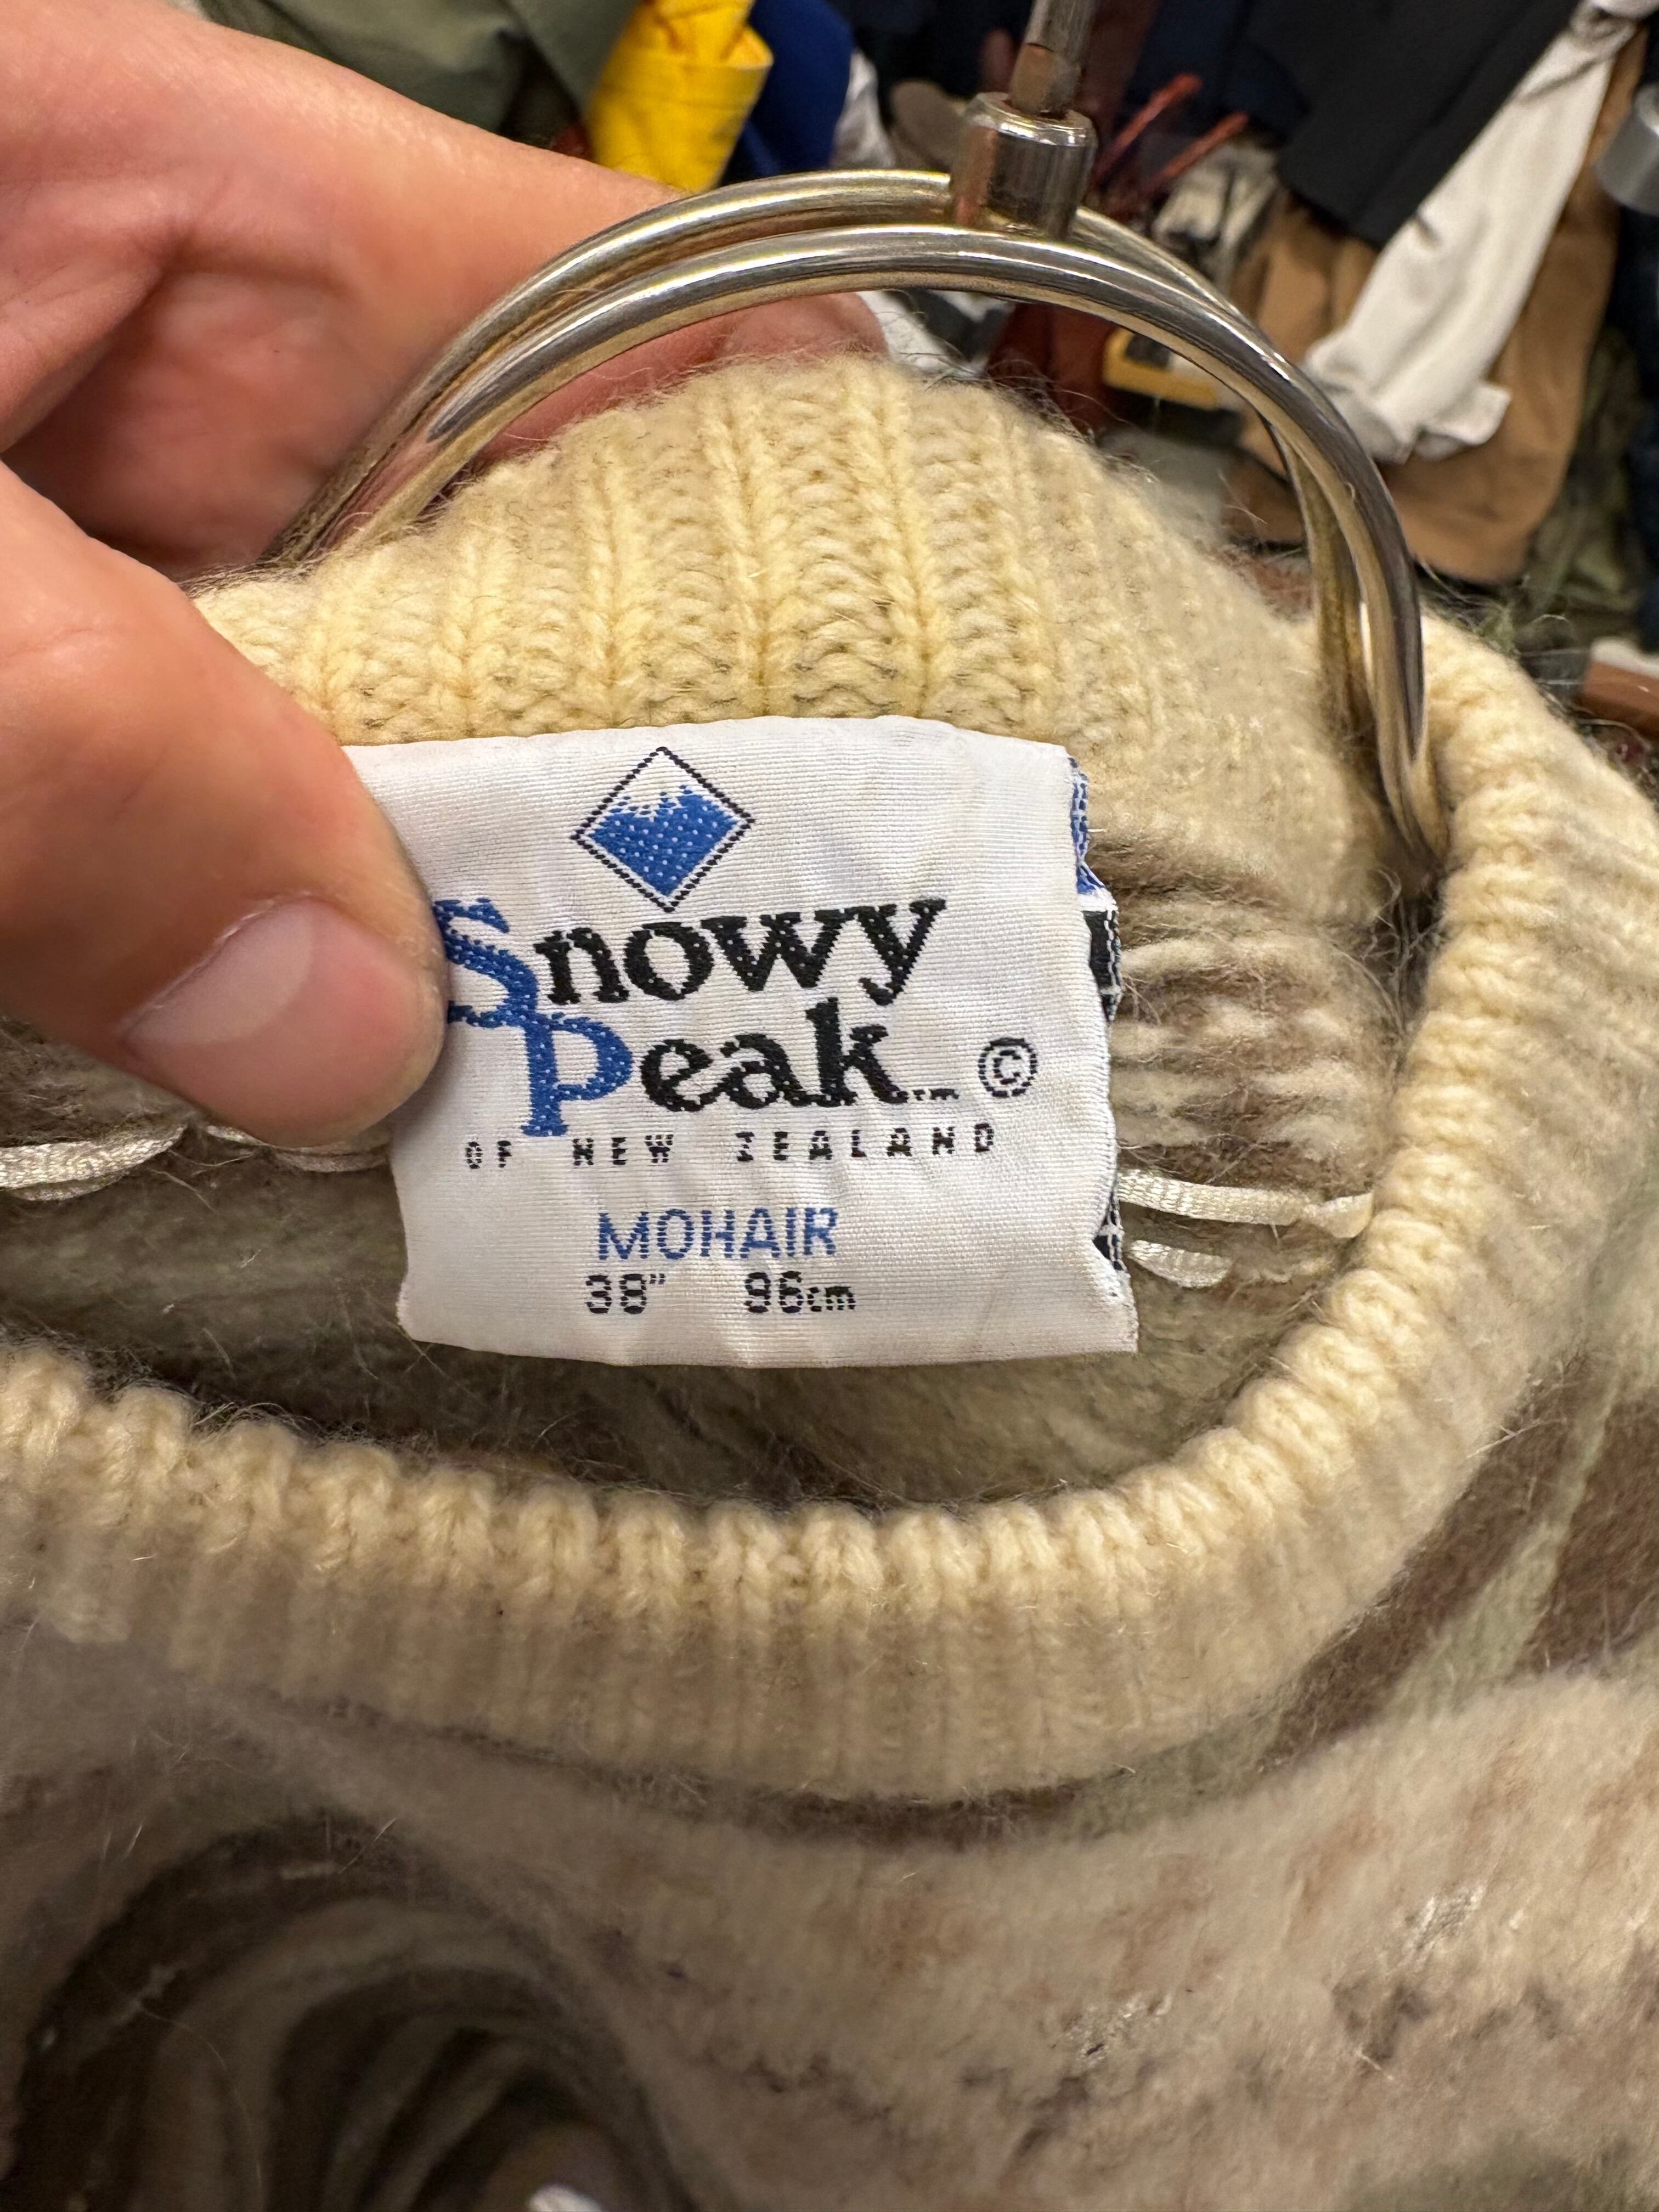 Snowy
Peak™ ©
OF NEW ZEALAND
MOHAIR
38" 96cm